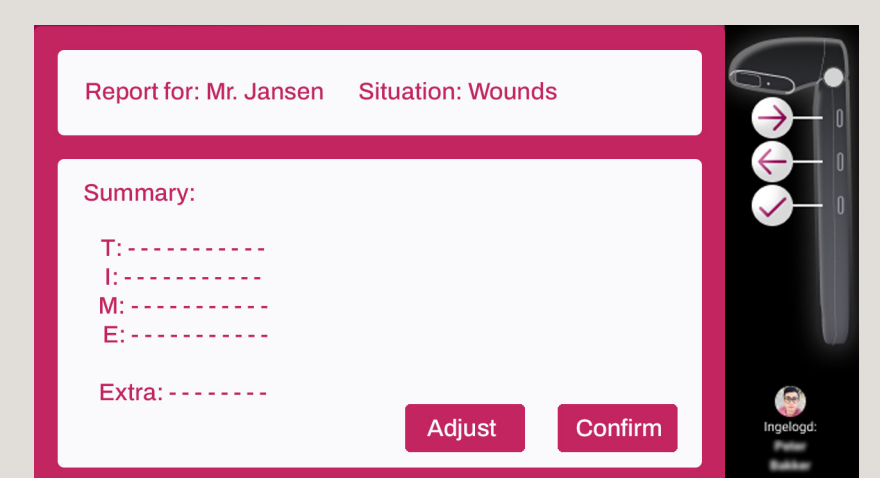 Report for: Mr. Jansen Situation: Wounds
Summary:
T: - - - - - - - - - - -
I: - - - - - - - - - - -
M: - - - - - - - - - - -
E: - - - - - - - - - - -
Extra: - - - - - - - -
Adjust Confirm
Ingelogd: